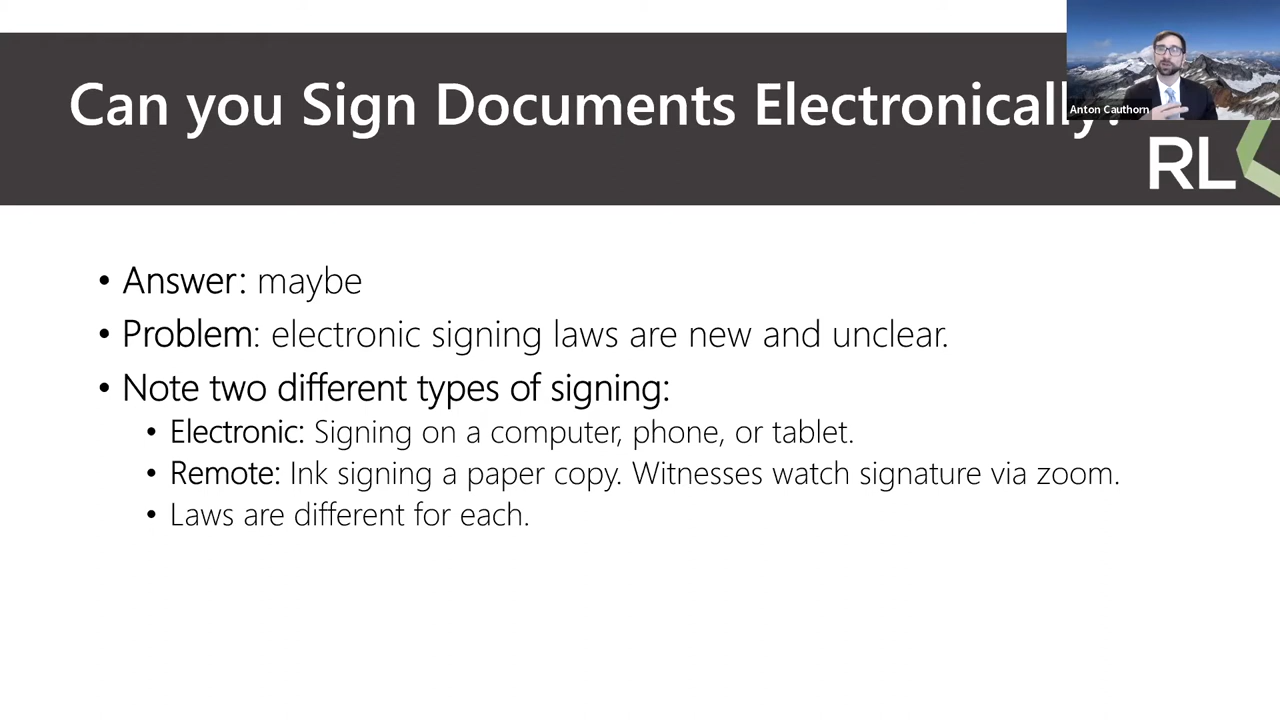 Can you Sign Documents Electronically?
Anton Cauthorn
RL
• Answer: maybe
• Problem: electronic signing laws are new and unclear.
• Note two different types of signing:
• Electronic: Signing on a computer, phone, or tablet.
• Remote: Ink signing a paper copy. Witnesses watch signature via zoom.
• Laws are different for each.